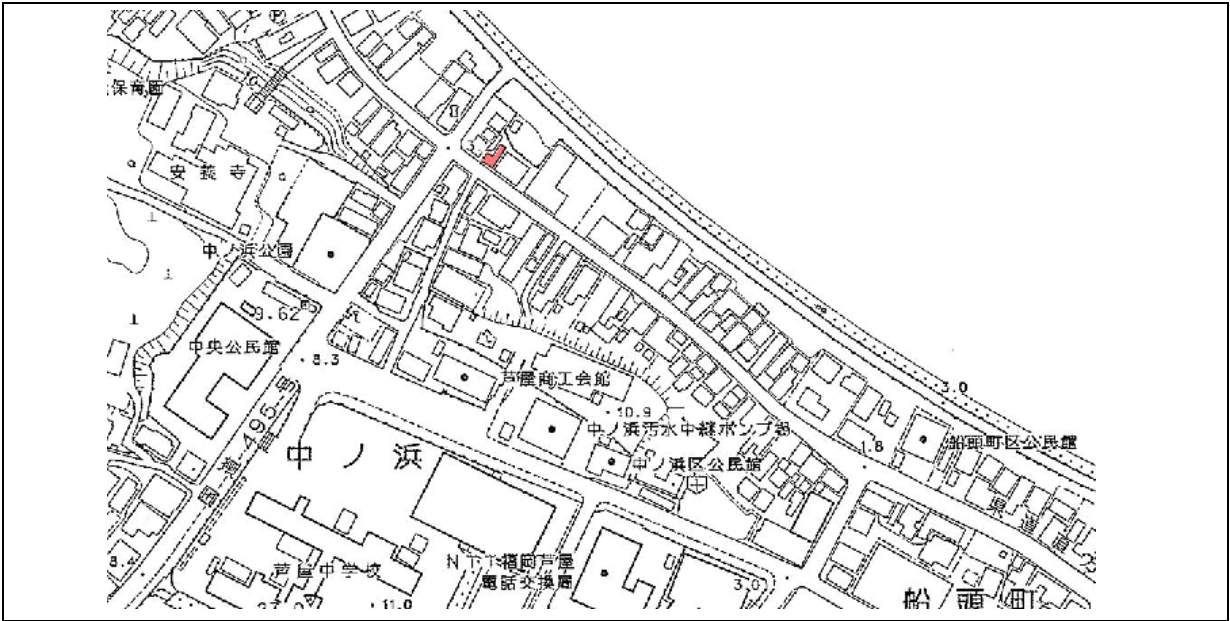 保育園
安養寺
3.2
中ノ浜公園
9.62
中央公民館
8.3
芦屋商工会館
3.0
10.9
中ノ浜汚水中継ポンプ場
1.8
船頭町区公民館
495
中ノ浜
中ノ浜区公民館
県道
8.4
芦屋中学校
NTT福岡芦屋
電話交換局
3.0
11.0
船頭町